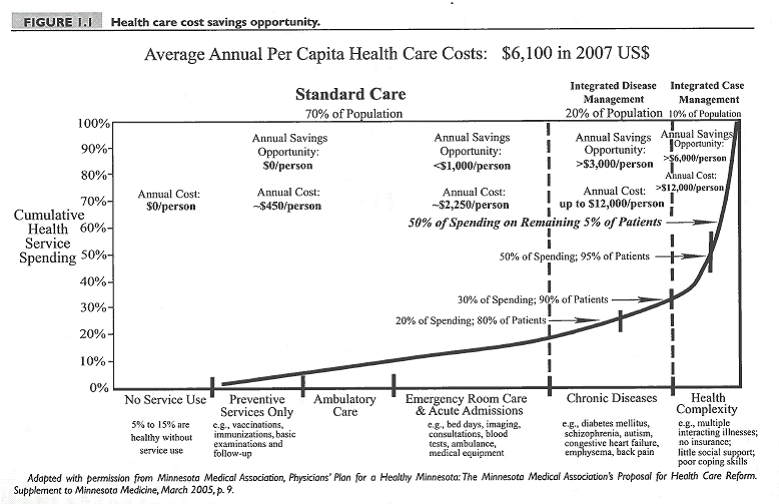 FIGURE 1.1 Health care cost savings opportunity.
Average Annual Per Capita Health Care Costs: $6,100 in 2007 US$
Standard Care
70% of Population
Integrated Disease
Management
20% of Population
Integrated Case
Management
10% of Population
Cumulative
Health
Service
Spending
100%
90%
80%
70%
60%
50%
40%
30%
20%
10%
0%
Annual Cost:
$0/person
Annual Savings
Opportunity:
$0/person
Annual Cost:
~$450/person
Annual Savings
Opportunity:
<$1,000/person
Annual Cost:
~$2,250/person
Annual Savings
Opportunity:
>$3,000/person
Annual Cost:
up to $12,000/person
Annual Savings
Opportunity:
>$6,000/person
Annual Cost:
>$12,000/person
50% of Spending on Remaining 5% of Patients
50% of Spending; 95% of Patients
30% of Spending; 90% of Patients
20% of Spending; 80% of Patients
No Service Use
5% to 15% are
healthy without
service use
Preventive
Services Only
e.g., vaccinations,
immunizations, basic
examinations and
follow-up
Ambulatory
Care
Emergency Room Care
& Acute Admissions
e.g., bed days, imaging,
consultations, blood
tests, ambulance,
medical equipment
Chronic Diseases
e.g., diabetes mellitus,
schizophrenia, autism,
congestive heart failure,
emphysema, back pain
Health
Complexity
e.g., multiple
interacting illnesses;
no insurance;
little social support;
poor coping skills
Adapted with permission from Minnesota Medical Association, Physicians' Plan for a Healthy Minnesota: The Minnesota Medical Association's Proposal for Health Care Reform.
Supplement to Minnesota Medicine, March 2005, p. 9.